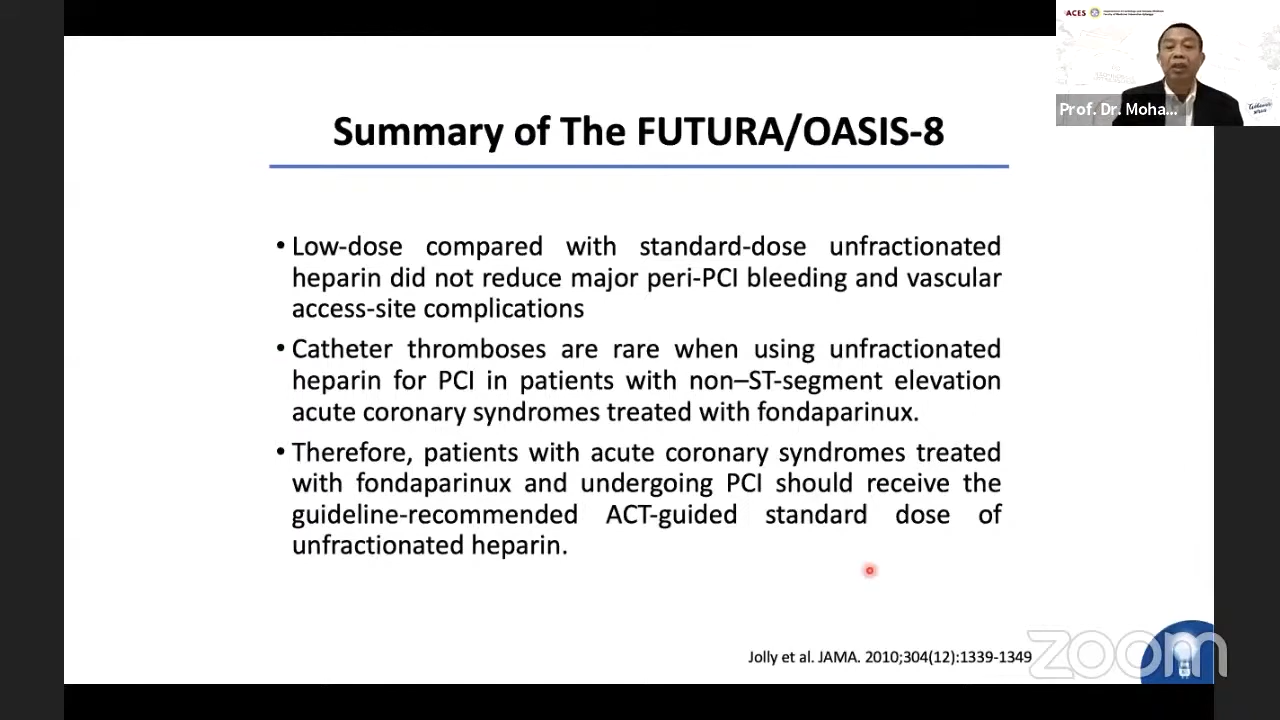 ACES
Prof. Dr. Moha...
Summary of The FUTURA/OASIS-8
• Low-dose compared with standard-dose unfractionated
heparin did not reduce major peri-PCI bleeding and vascular
access-site complications
• Catheter thromboses are rare when using unfractionated
heparin for PCI in patients with non–ST-segment elevation
acute coronary syndromes treated with fondaparinux.
• Therefore, patients with acute coronary syndromes treated
with fondaparinux and undergoing PCI should receive the
guideline-recommended ACT-guided standard dose of
unfractionated heparin.
Jolly et al. JAMA. 2010;304(12):1339-1349
zoom